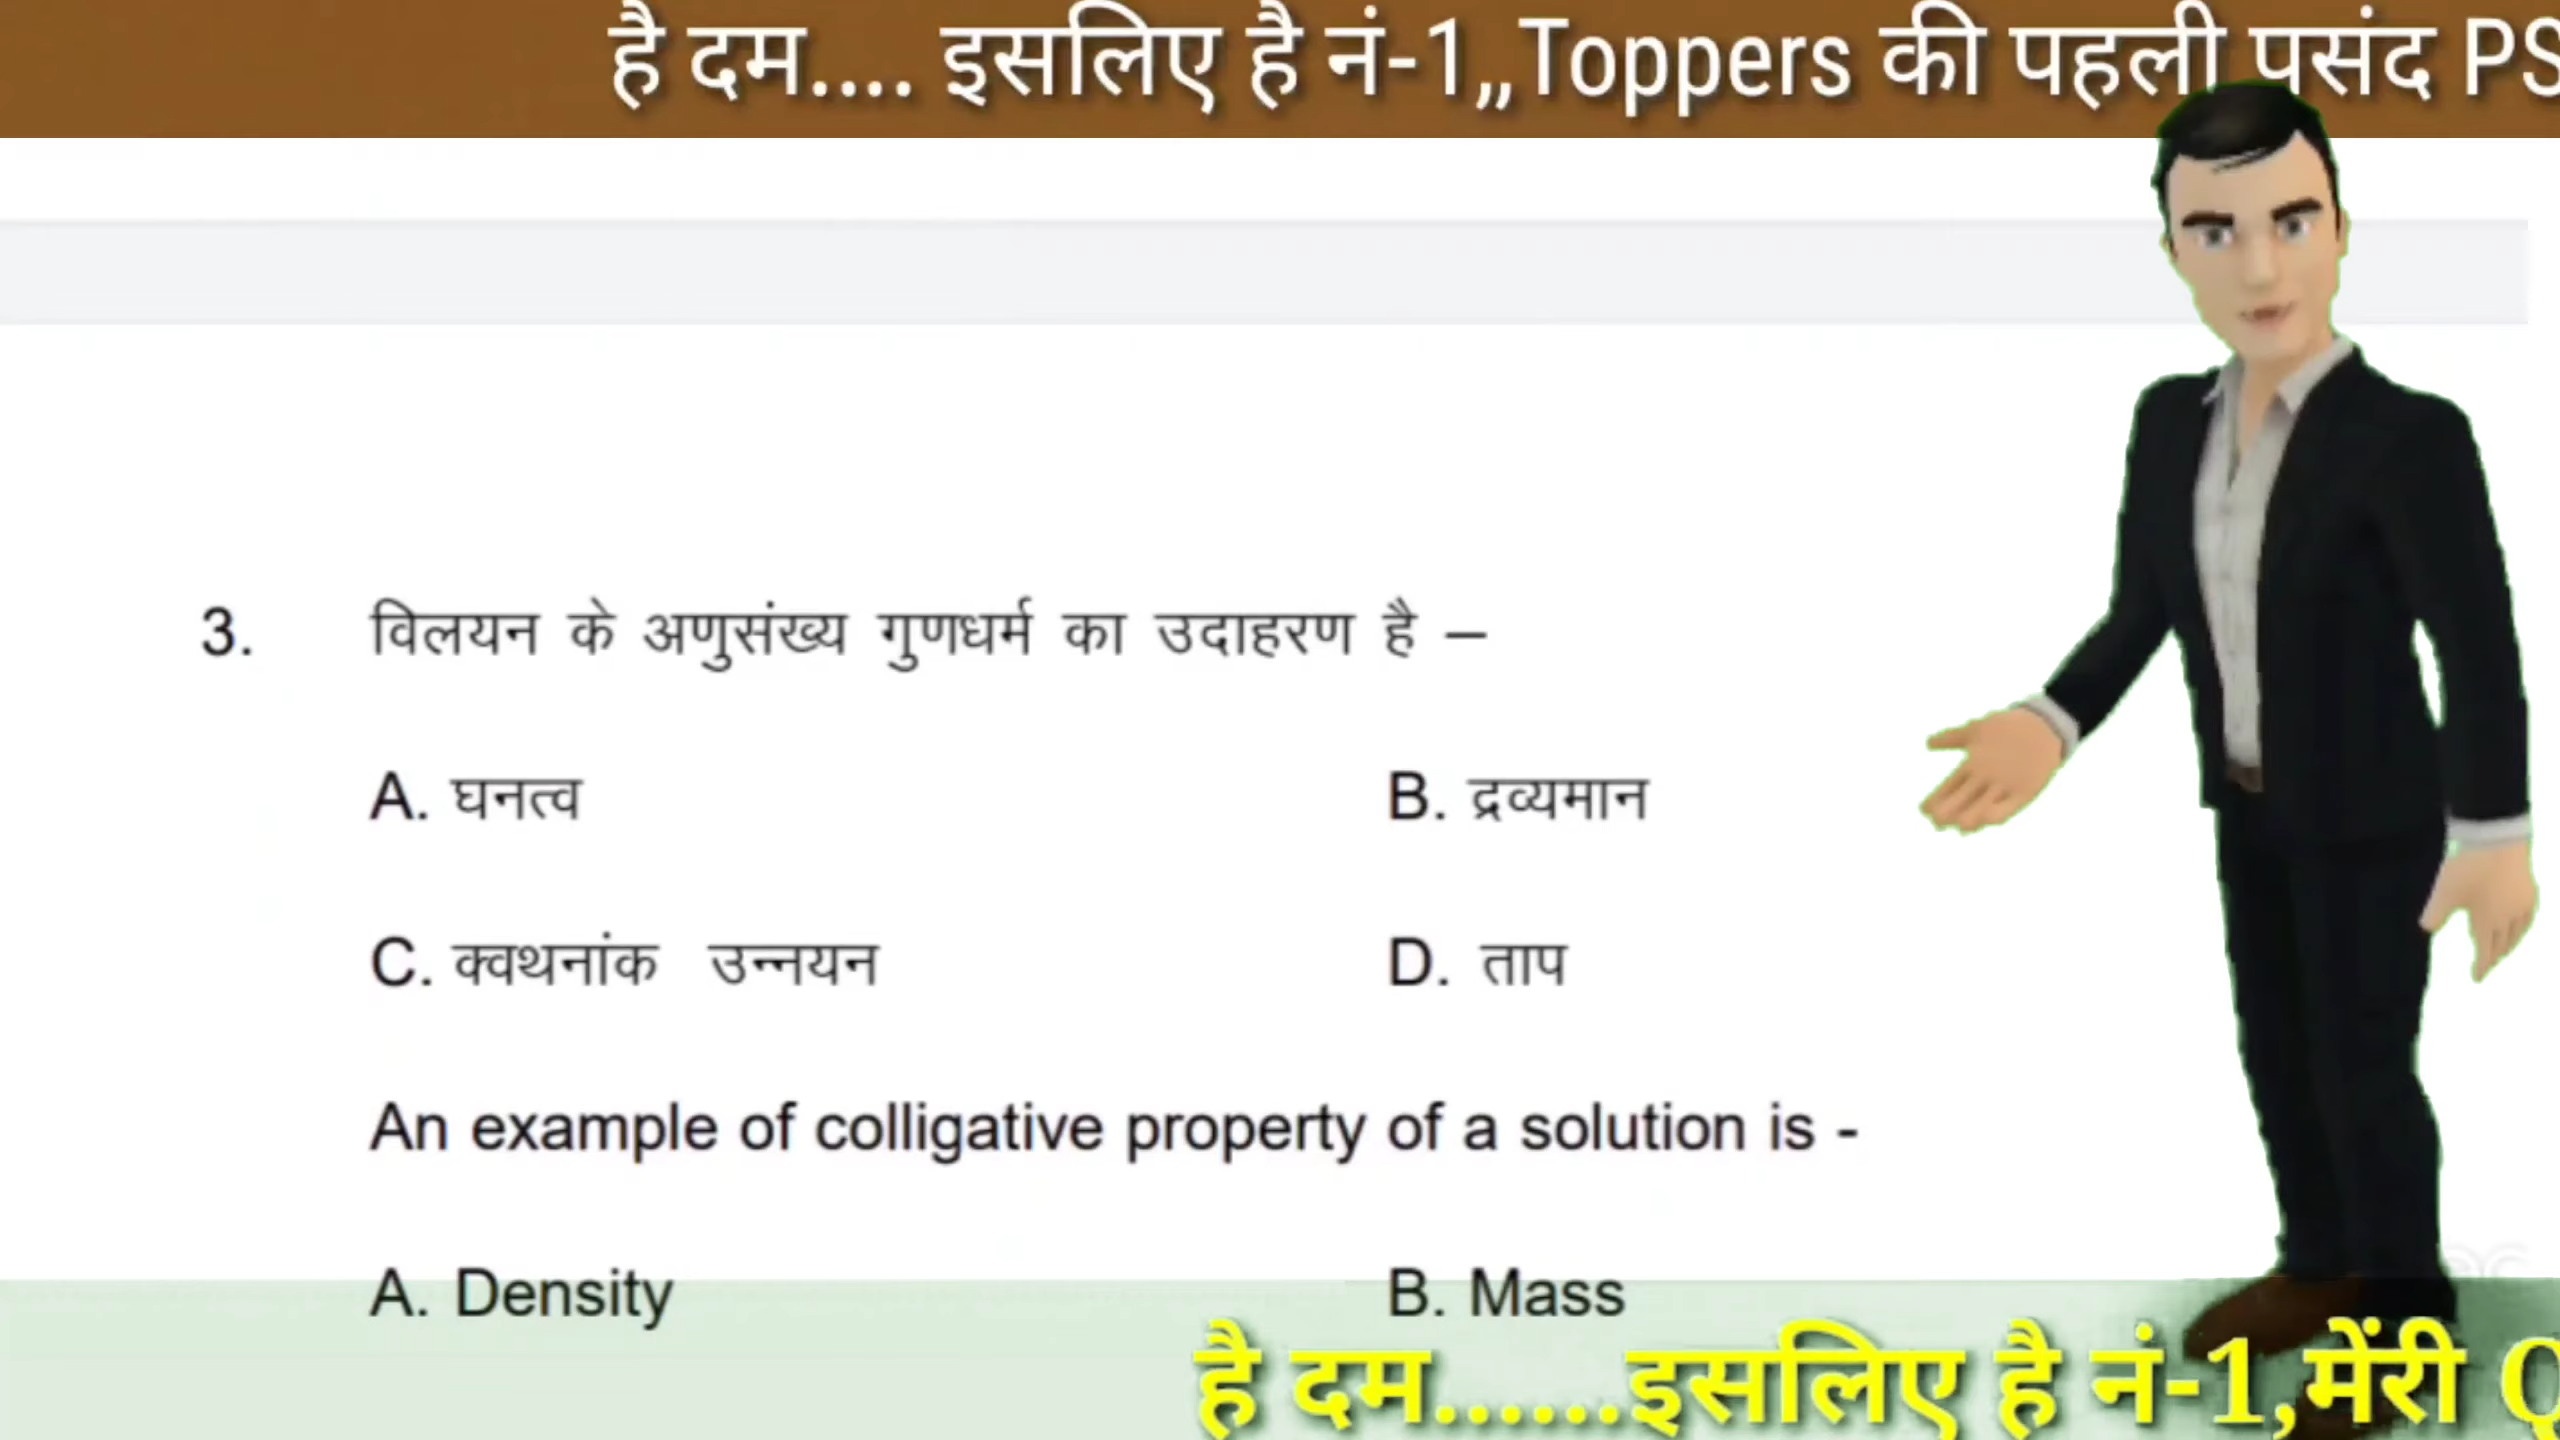 है दम.... इसलिए है नं-1,,Toppers की पहली पसंद PS
3. विलयन के अणुसंख्य गुणधर्म का उदाहरण है –
A. घनत्व B. द्रव्यमान
C. क्वथनांक उन्नयन D. ताप
An example of colligative property of a solution is -
A. Density B. Mass
है दम......इसलिए है नं-1,मेंरी Q